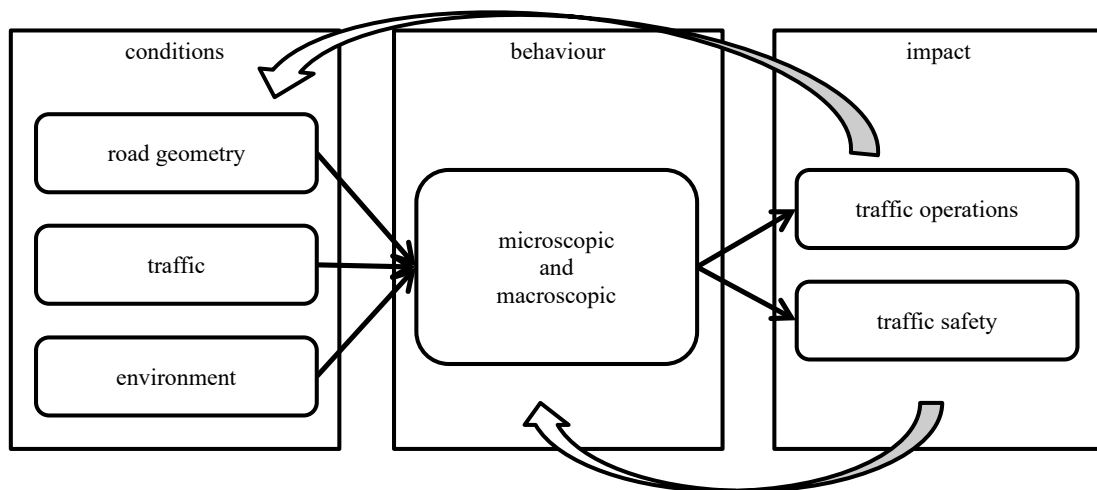 conditions
road geometry
traffic
environment
behaviour
microscopic
and
macroscopic
impact
traffic operations
traffic safety